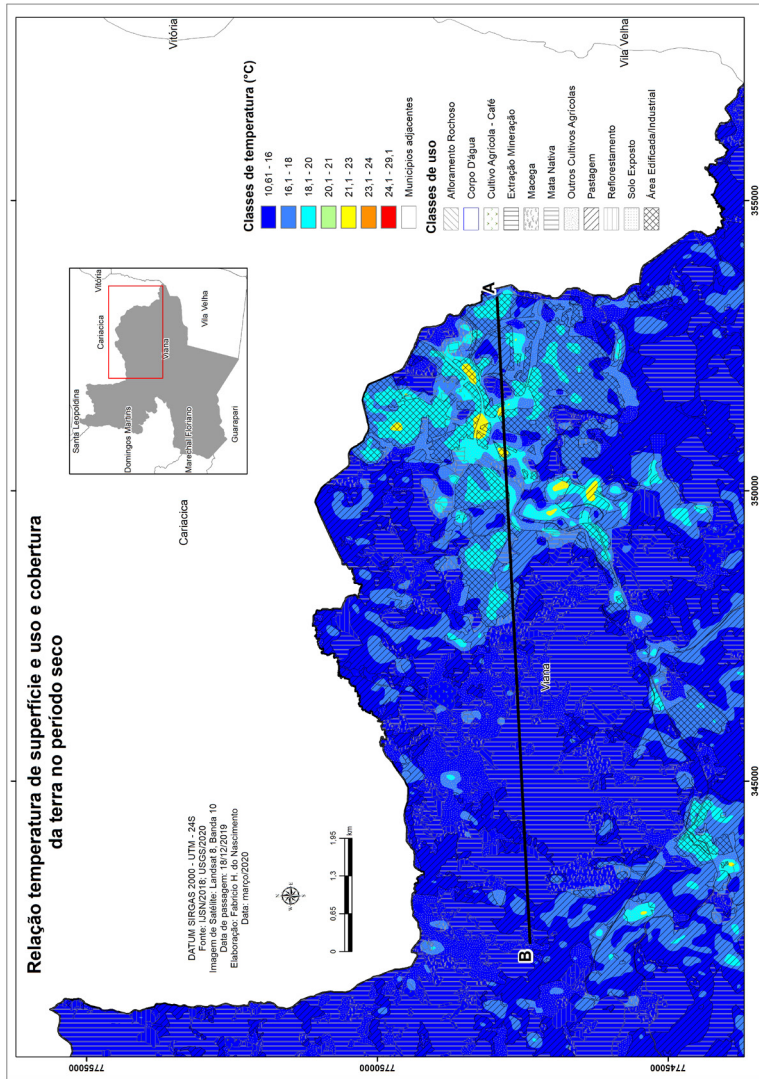 Relação temperatura de superfície e uso e cobertura
da terra no período seco
DATUM SIRGAS 2000 - UTM - 24S
Fonte: IJSN/2018; USGS/2020
Imagem de Satélite: Landsat 8, Banda 10
Data de passagem: 18/12/2019
Elaboração: Fabrício H. do Nascimento
Data: março/2020
N
S
E
W
0
0,65
1,3
1,95
km
Cariacica
Santa Leopoldina
Cariacica
Vitória
Domingos Martins
Viana
Marechal Floriano
Vila Velha
Guarapari
Vitória
Vila Velha
Classes de temperatura (°C)
10,61 - 16
16,1 - 18
18,1 - 20
20,1 - 21
21,1 - 23
23,1 - 24
24,1 - 29,1
Municípios adjacentes
Classes de uso
Afloramento Rochoso
Corpo D'água
Cultivo Agrícola - Café
Extração Mineração
Macega
Mata Nativa
Outros Cultivos Agrícolas
Pastagem
Reflorestamento
Solo Exposto
Área Edificada/Industrial
B
Viana
A
7755000
7750000
7745000
345000
350000
355000